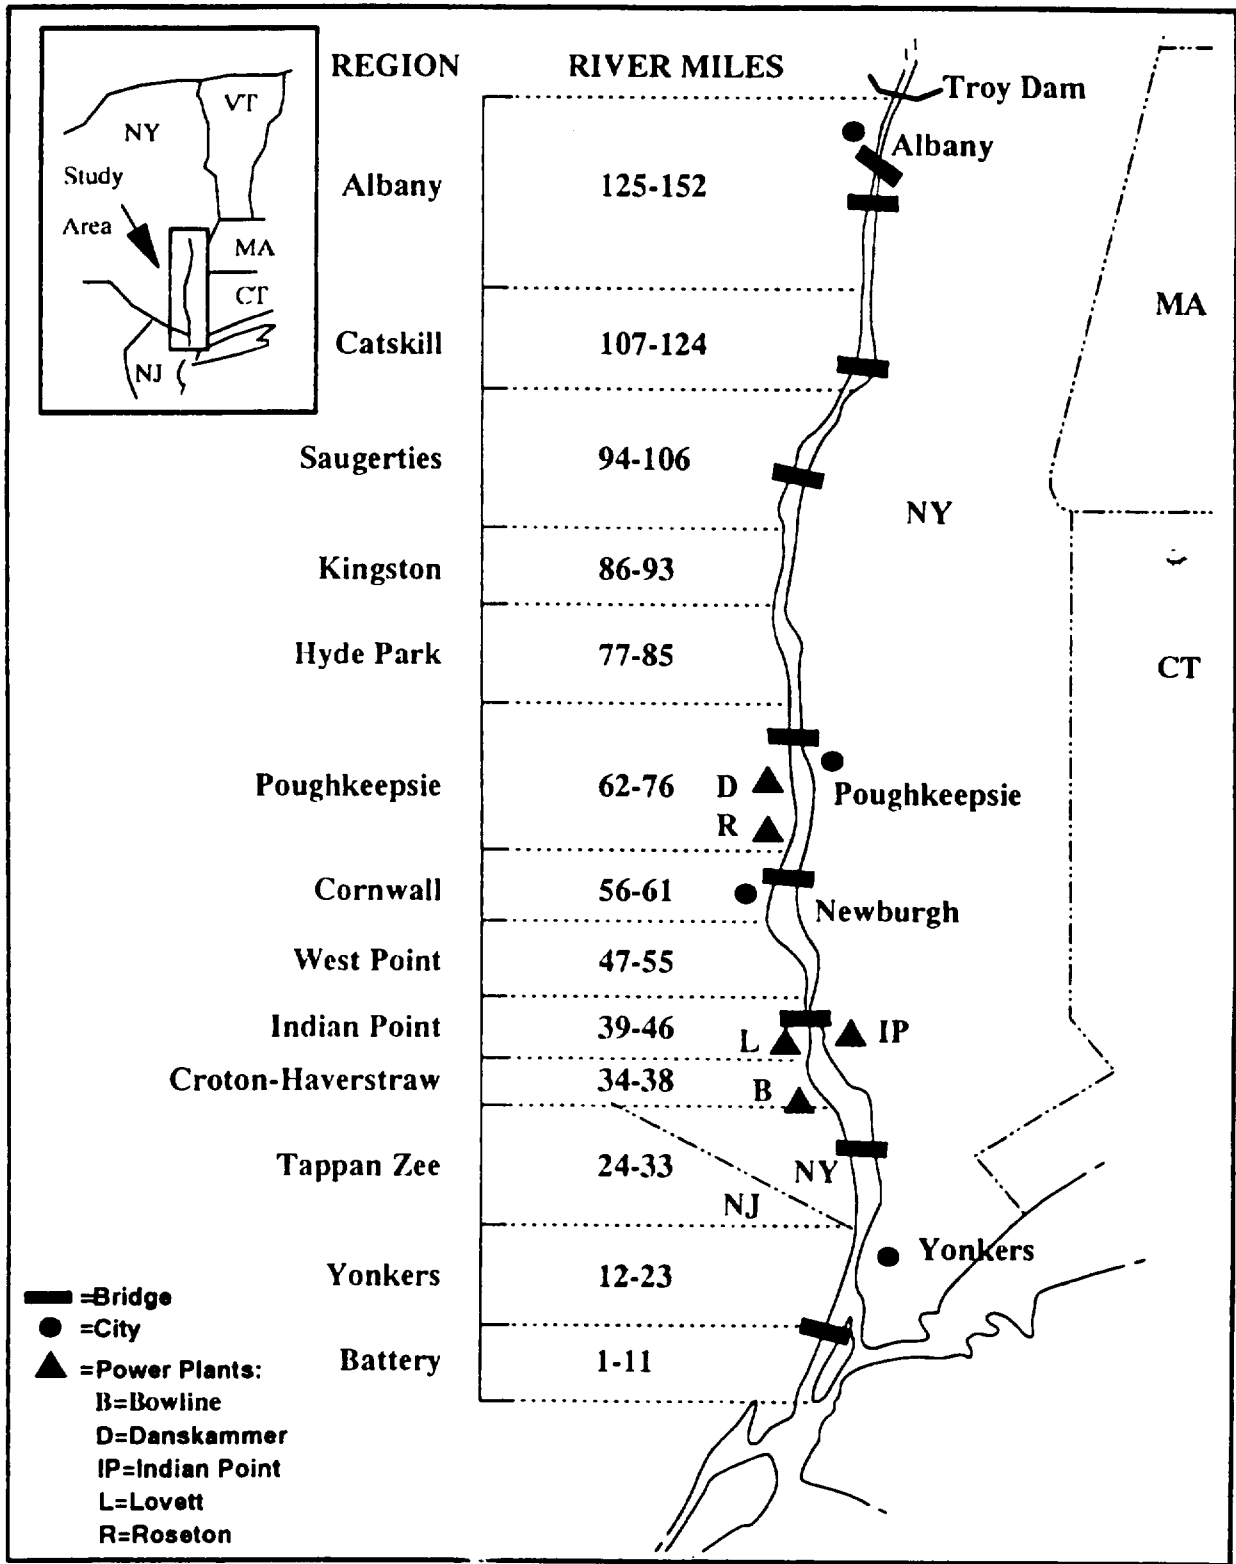 REGION RIVER MILES
Troy Dam
VT
NY
Study
Area
MA
CT
NJ
Albany 125-152
Albany
Catskill 107-124
MA
Saugerties 94-106
NY
Kingston 86-93
Hyde Park 77-85
CT
Poughkeepsie 62-76 D
Poughkeepsie
R
Cornwall 56-61
Newburgh
West Point 47-55
Indian Point 39-46 L IP
Croton-Haverstraw 34-38 B
Tappan Zee 24-33 NY
NJ
Yonkers
Yonkers 12-23
Battery 1-11
=Bridge
=City
=Power Plants:
B=Bowline
D=Danskammer
IP=Indian Point
L=Lovett
R=Roseton